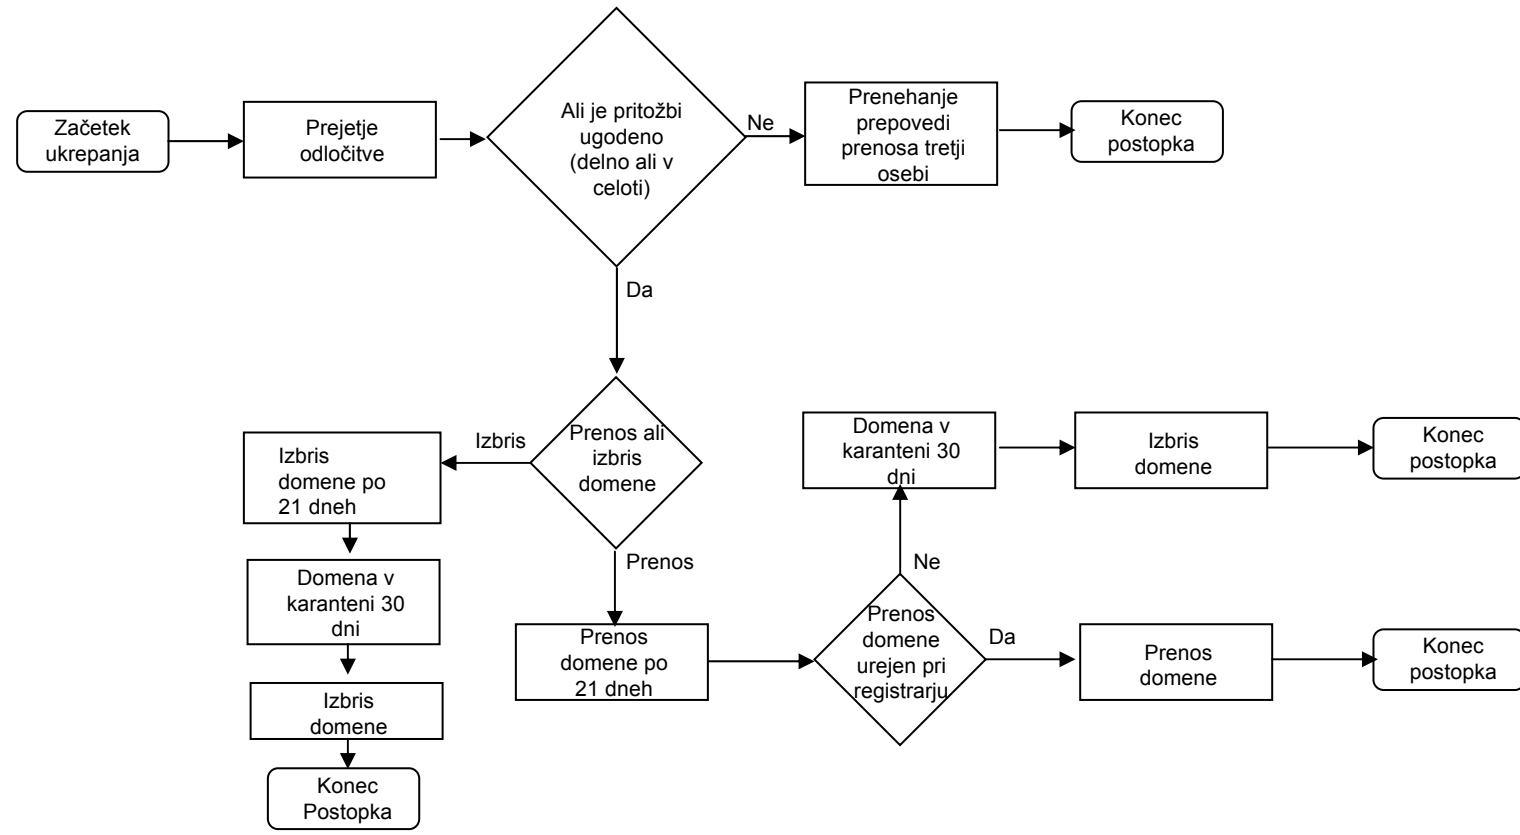 Začetek
ukrepanja
Prejetje
odločitve
Ali je pritožbi
ugodeno
(delno ali v
celoti)
Ne
Prenehanje
prepovedi
prenosa tretji
osebi
Konec
postopka
Da
Prenos ali
izbris
domene
Izbris
Izbris
domene po
21 dneh
Domena v
karanteni 30
dni
Izbris
domene
Konec
Postopka
Prenos
Prenos
domene po
21 dneh
Prenos
domene
urejen pri
registrarju
Ne
Domena v
karanteni 30
dni
Izbris
domene
Konec
postopka
Da
Prenos
domene
Konec
postopka